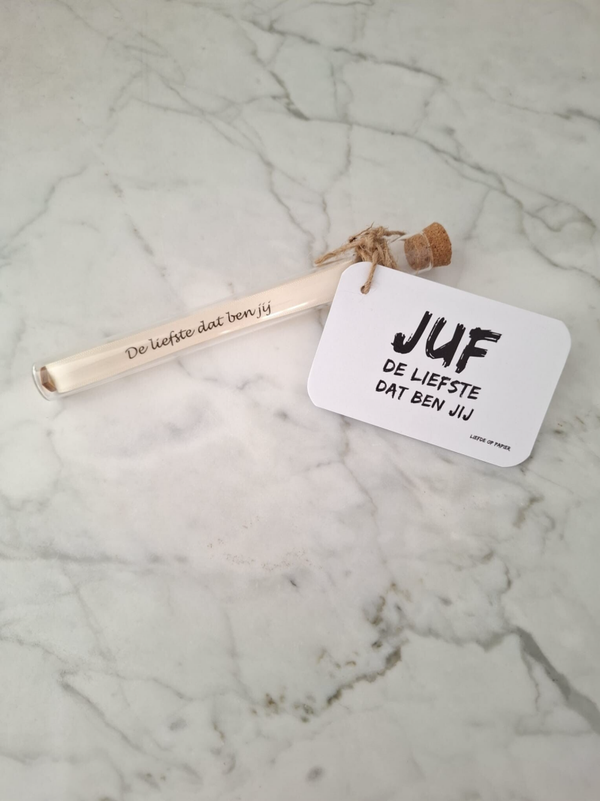 De liefste dat ben jij
JUF
DE LIEFSTE
DAT BEN JIJ
LIEFDE OP PAPIER